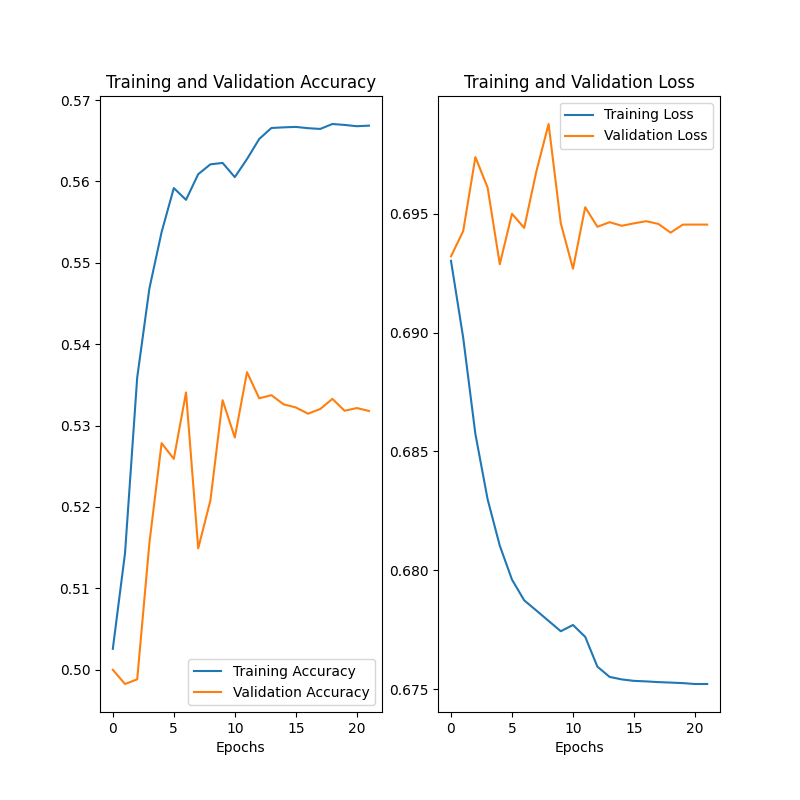 Training and Validation Accuracy
0.57
0.56
0.55
0.54
0.53
0.52
0.51
0.50
Training Accuracy
Validation Accuracy
0 5 10 15 20
Epochs
Training and Validation Loss
Training Loss
Validation Loss
0.695
0.690
0.685
0.680
0.675
0 5 10 15 20
Epochs